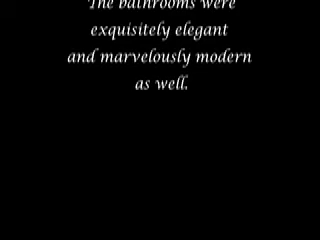 The bathrooms were
exquisitely elegant
and marvelously modern
as well.